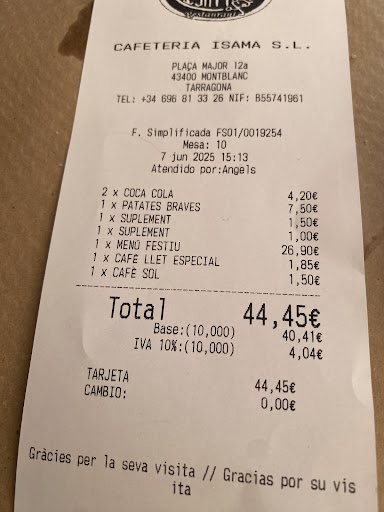 Restaurant
CAFETERIA ISAMA S.L.
PLAÇA MAJOR 12a
43400 MONTBLANC
TARRAGONA
TEL: +34 696 81 33 26 NIF: B55741961
F. Simplificada FS01/0019254
Mesa: 10
7 jun 2025 15:13
Atendido por:Angels
2 x COCA COLA 4,20€
1 x PATATES BRAVES 7,50€
1 x SUPLEMENT 1,50€
1 x SUPLEMENT 1,00€
1 x MENÚ FESTIU 26,90€
1 x CAFÈ LLET ESPECIAL 1,85€
1 x CAFÈ SOL 1,50€
Total 44,45€
Base:(10,000) 40,41€
IVA 10%:(10,000) 4,04€
TARJETA 44,45€
CAMBIO: 0,00€
Gràcies per la seva visita // Gracias por su vis
ita